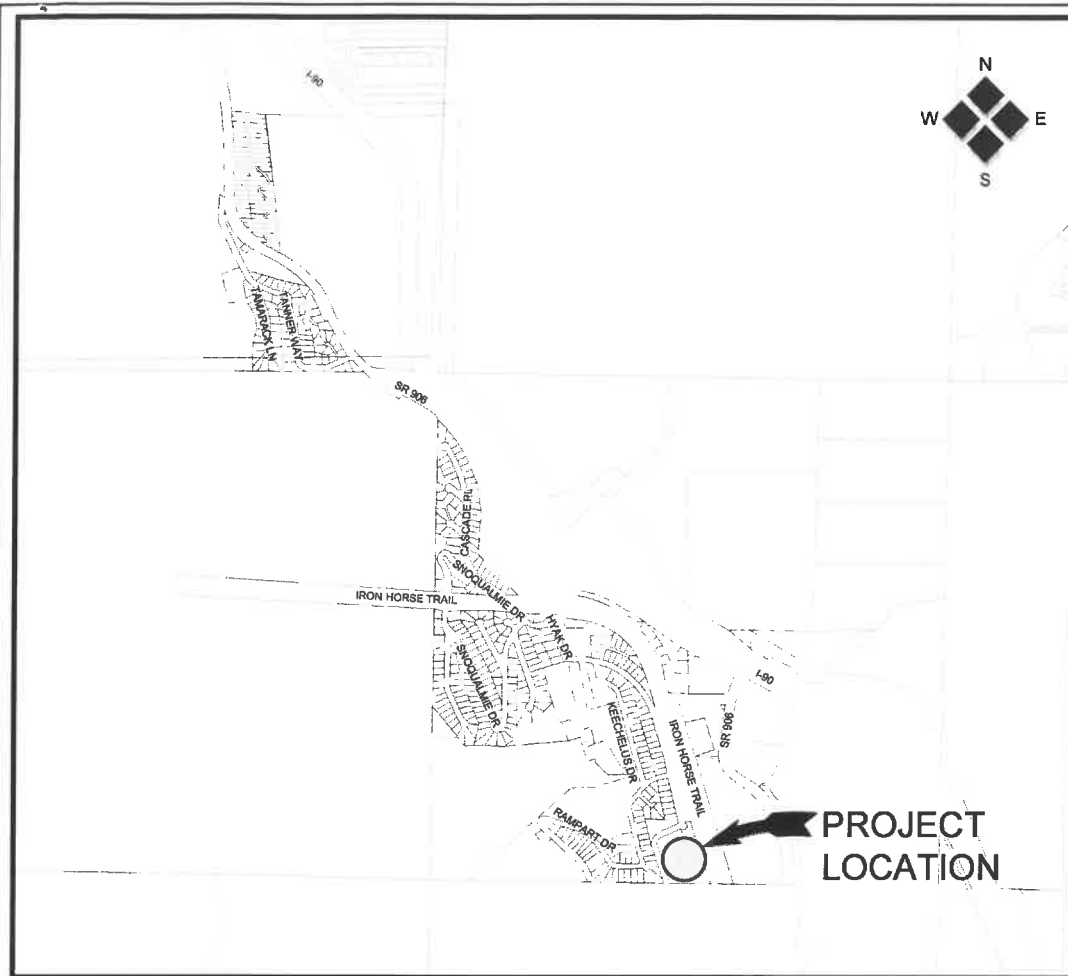 I-90
N
W
E
S
TAMARACK LN
TANNER WAY
SR 906
CASCADE PL
SNOQUALMIE DR
IRON HORSE TRAIL
HYAK DR
SNOQUALMIE DR
I-90
KEECHELUS DR
IRON HORSE TRAIL
SR 906
RAMPART DR
PROJECT
LOCATION